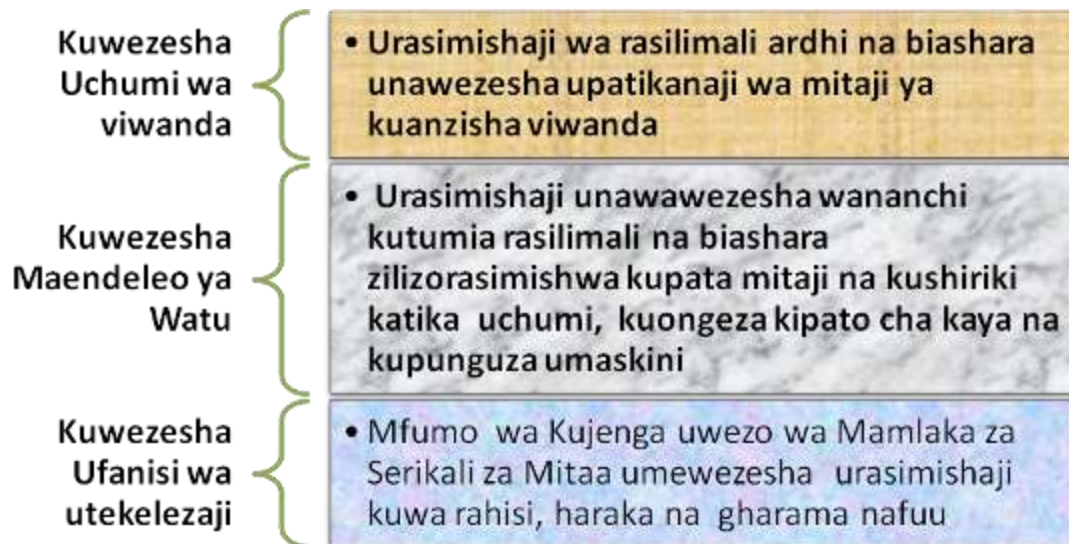 Kuwezesha
Uchumi wa
viwanda
• Urasimishaji wa rasilimali ardhi na biashara
unawezesha upatikanaji wa mitaji ya
kuanzisha viwanda
Kuwezesha
Maendeleo ya
Watu
• Urasimishaji unawawezesha wananchi
kutumia rasilimali na biashara
zilizorasimishwa kupata mitaji na kushiriki
katika uchumi, kuongeza kipato cha kaya na
kupunguza umaskini
Kuwezesha
Ufanisi wa
utekelezaji
• Mfumo wa Kujenga uwezo wa Mamlaka za
Serikali za Mitaa umewezesha urasimishaji
kuwa rahisi, haraka na gharama nafuu